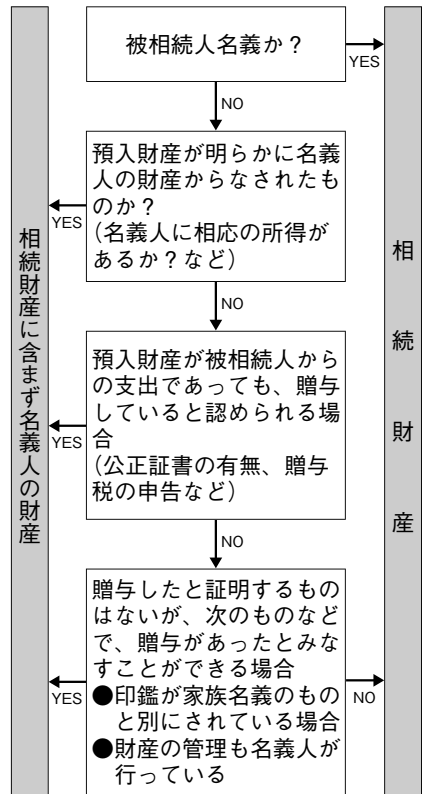 被相続人名義か?
YES
NO
預入財産が明らかに名義
人の財産からなされたも
のか?
(名義人に相応の所得が
あるか?など)
YES
NO
預入財産が被相続人から
の支出であっても、贈与
していると認められる場
合
(公正証書の有無、贈与
税の申告など)
YES
NO
贈与したと証明するもの
はないが、次のものなど
で、贈与があったとみな
すことができる場合
●印鑑が家族名義のもの
と別にされている場合
●財産の管理も名義人が
行っている
YES
NO
相続財産に含まず名義人の財産
相続財産